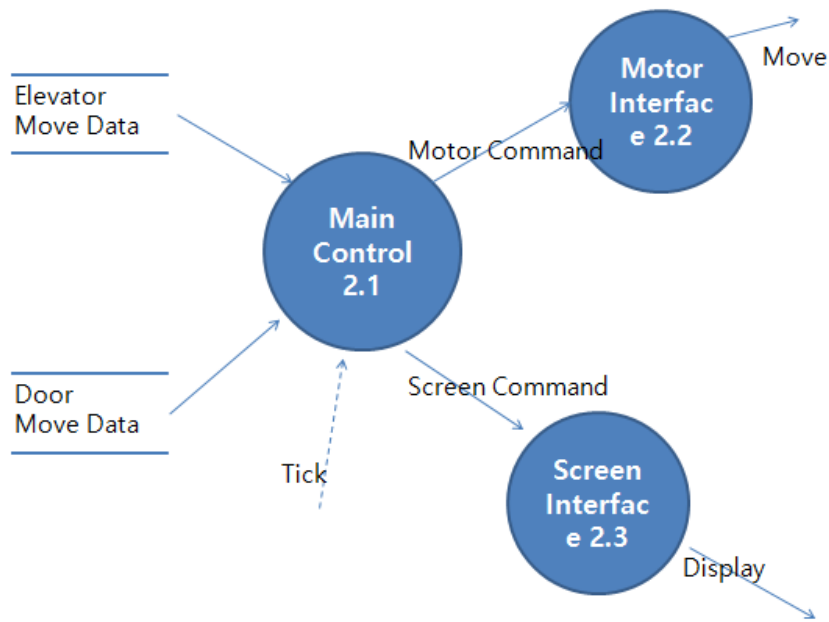 Elevator
Move Data
Door
Move Data
Main
Control
2.1
Tick
Motor Command
Motor
Interfac
e 2.2
Move
Screen Command
Screen
Interfac
e 2.3
Display